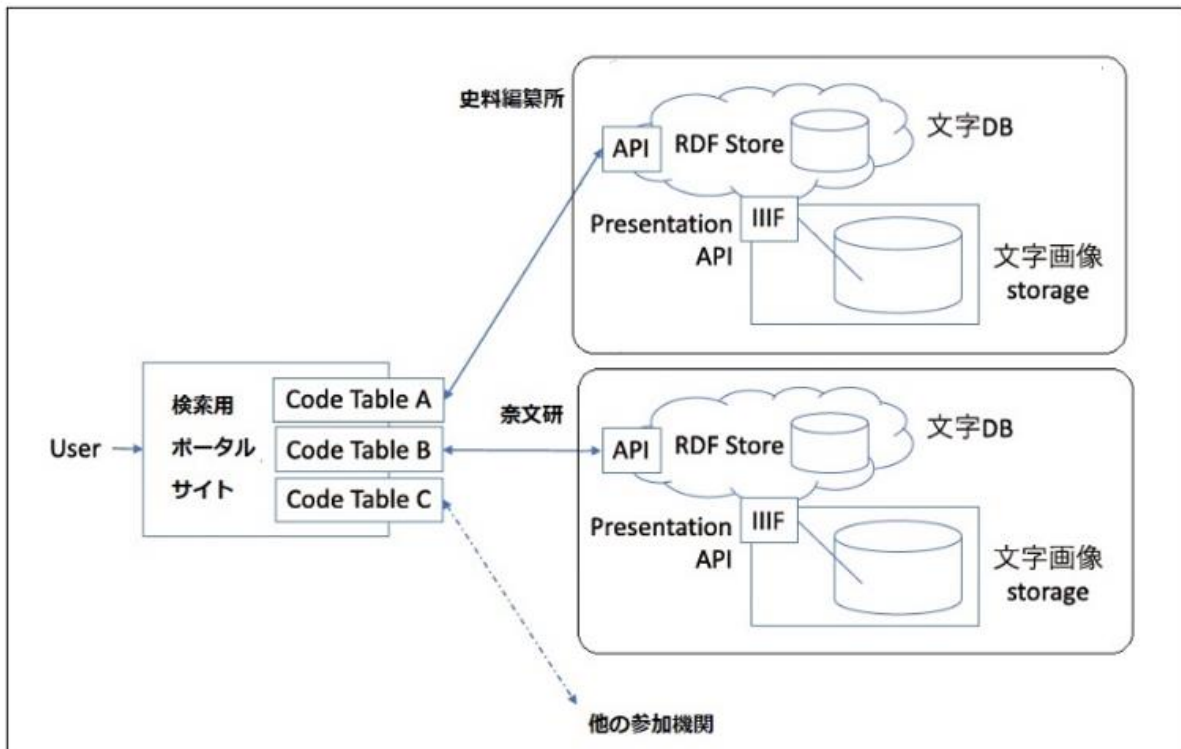 史料編纂所
API
RDF Store
文字DB
IIIF
Presentation
API
文字画像
storage
User
検索用
ポータル
サイト
Code Table A
Code Table B
Code Table C
奈文研
API
RDF Store
文字DB
IIIF
Presentation
API
文字画像
storage
他の参加機関